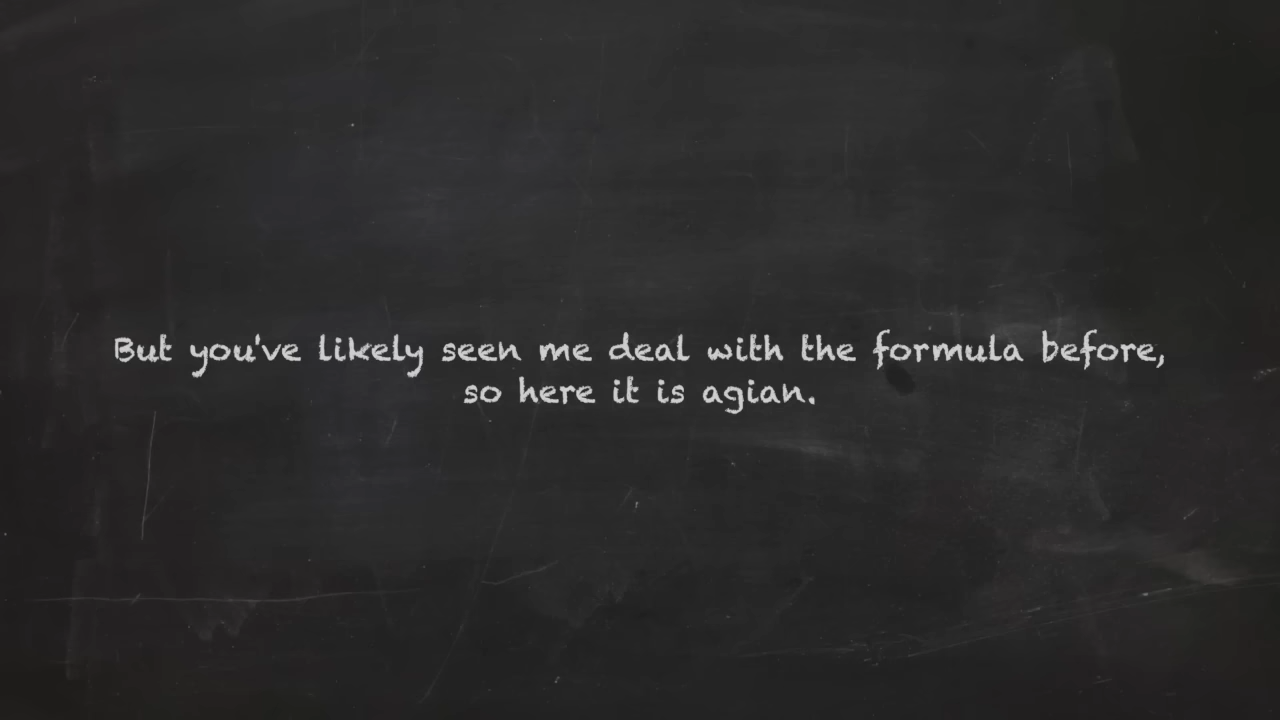 But you've likely seen me deal with the formula before,
so here it is agian.